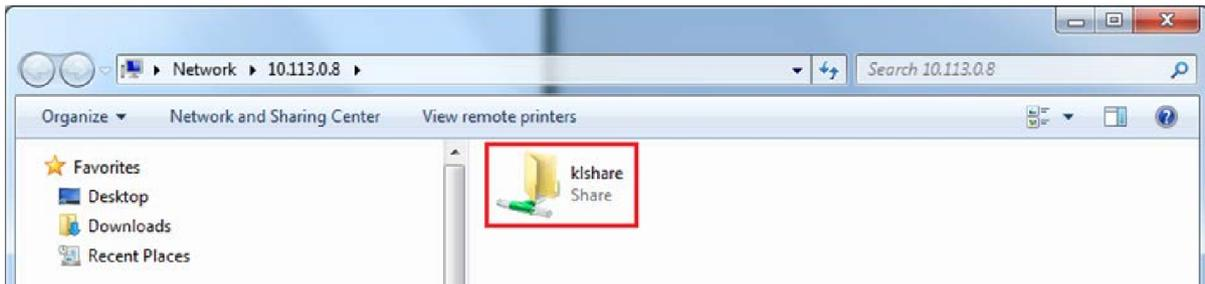 Network 10.113.0.8
Search 10.113.0.8
Organize
Network and Sharing Center
View remote printers
Favorites
Desktop
Downloads
Recent Places
klshare
Share